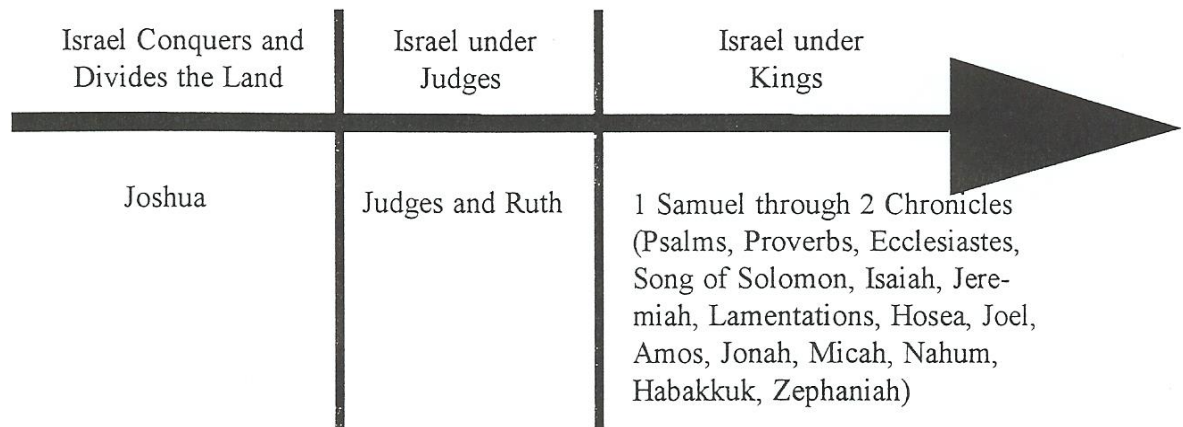 Israel Conquers and
Divides the Land
Israel under
Judges
Israel under
Kings
Joshua
Judges and Ruth
1 Samuel through 2 Chronicles
(Psalms, Proverbs, Ecclesiastes,
Song of Solomon, Isaiah, Jere-
miah, Lamentations, Hosea, Joel,
Amos, Jonah, Micah, Nahum,
Habakkuk, Zephaniah)